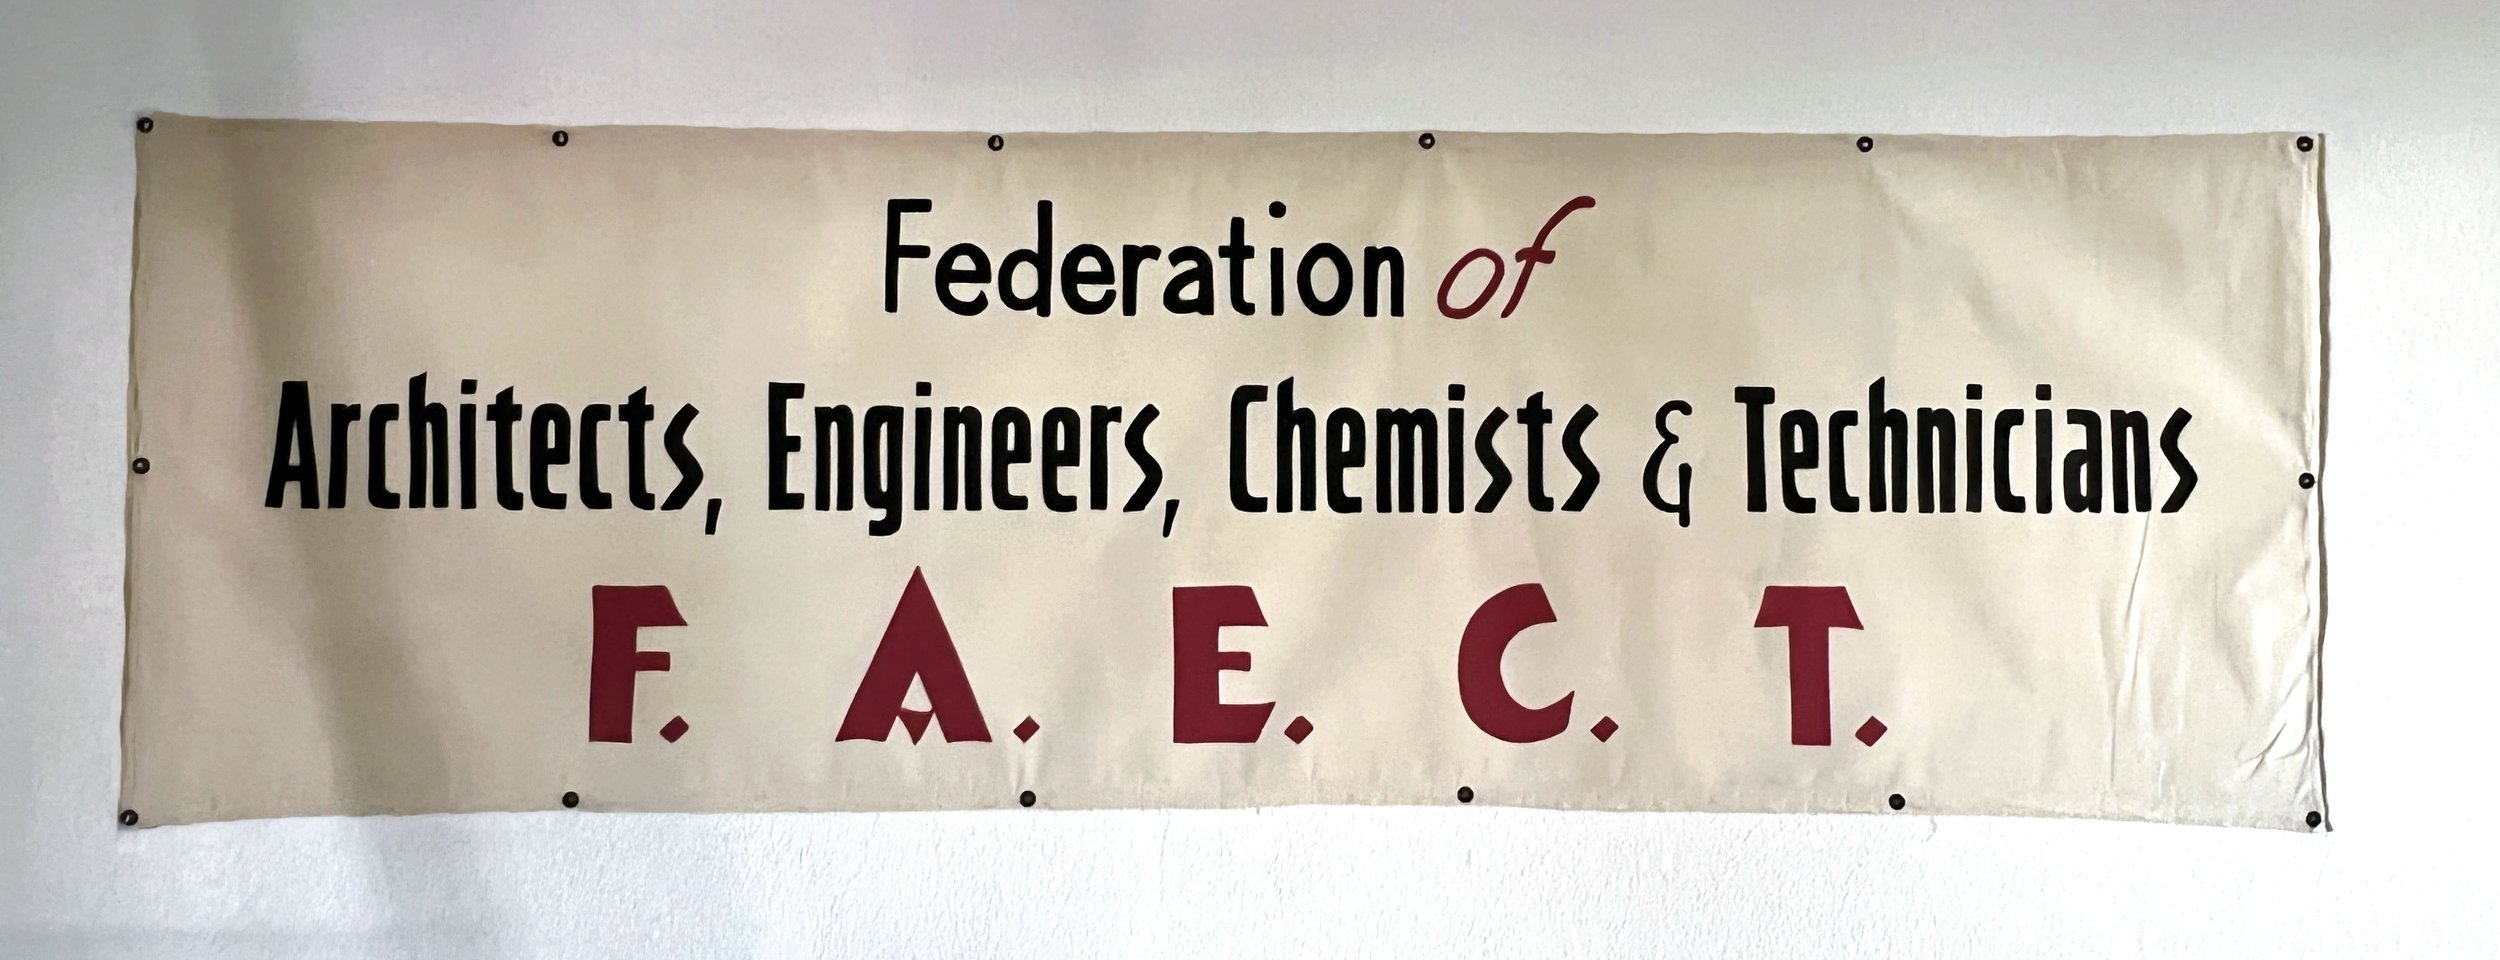 Federation of
Architects, Engineers, Chemists & Technicians
F. A. E. C. T.